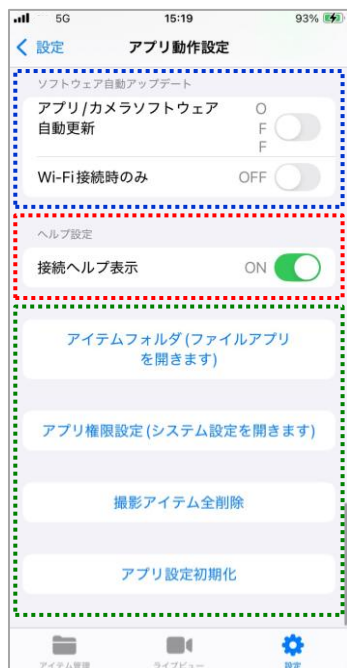 5G 15:19 93%
設定 アプリ動作設定
ソフトウェア自動アップデート
アプリ/カメラソフトウェア
自動更新
O
F
F
Wi-Fi接続時のみ OFF
ヘルプ設定
接続ヘルプ表示 ON
アイテムフォルダ(ファイルアプリ
を開きます)
アプリ権限設定(システム設定を開きます)
撮影アイテム全削除
アプリ設定初期化
アイテム管理 ライブビュー 設定